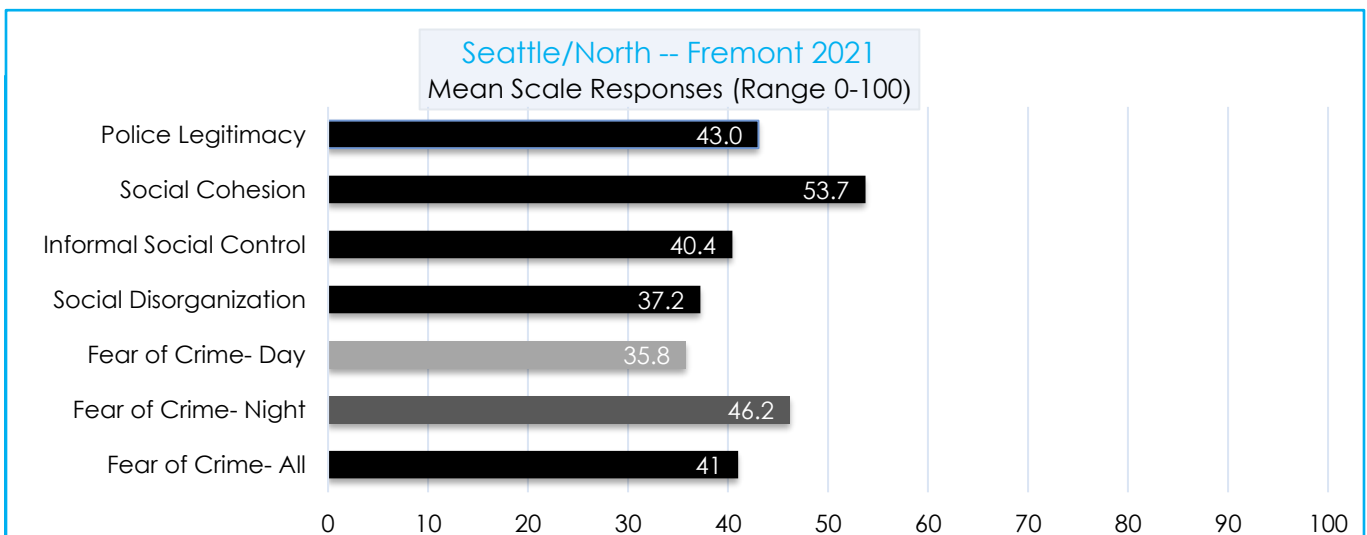 Seattle/North -- Fremont 2021
Mean Scale Responses (Range 0-100)
Police Legitimacy 43.0
Social Cohesion 53.7
Informal Social Control 40.4
Social Disorganization 37.2
Fear of Crime- Day 35.8
Fear of Crime- Night 46.2
Fear of Crime- All 41
0 10 20 30 40 50 60 70 80 90 100